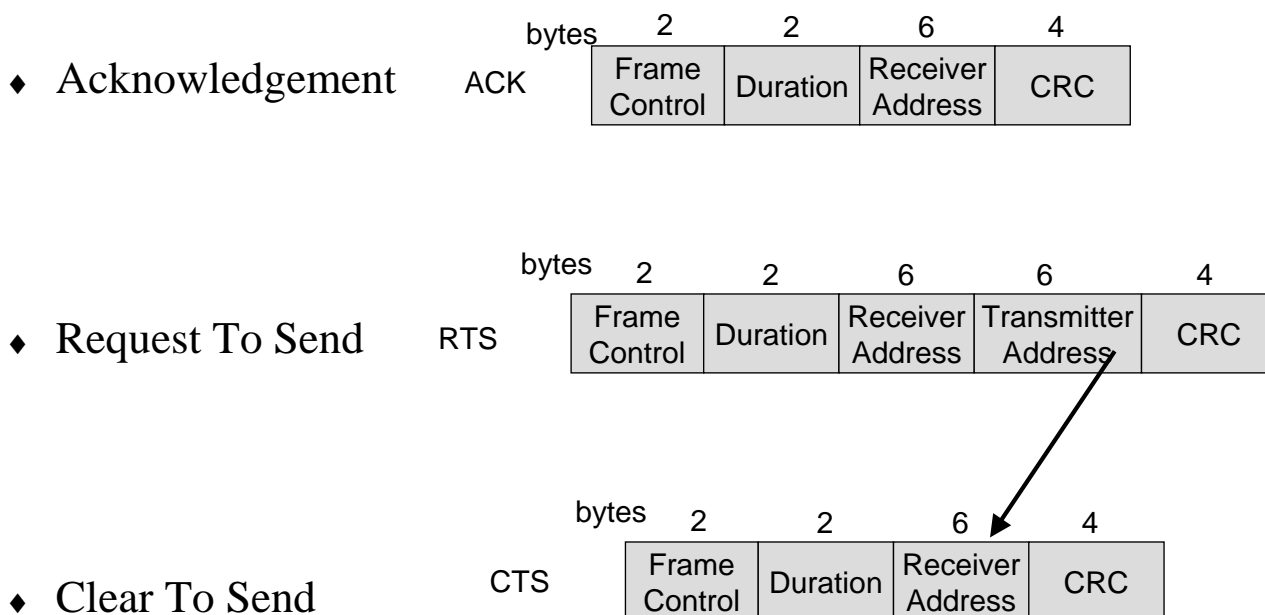 bytes 2 2 6 4
♦ Acknowledgement ACK Frame Control Duration Receiver Address CRC
bytes 2 2 6 6 4
♦ Request To Send RTS Frame Control Duration Receiver Address Transmitter Address CRC
bytes 2 2 6 4
♦ Clear To Send CTS Frame Control Duration Receiver Address CRC